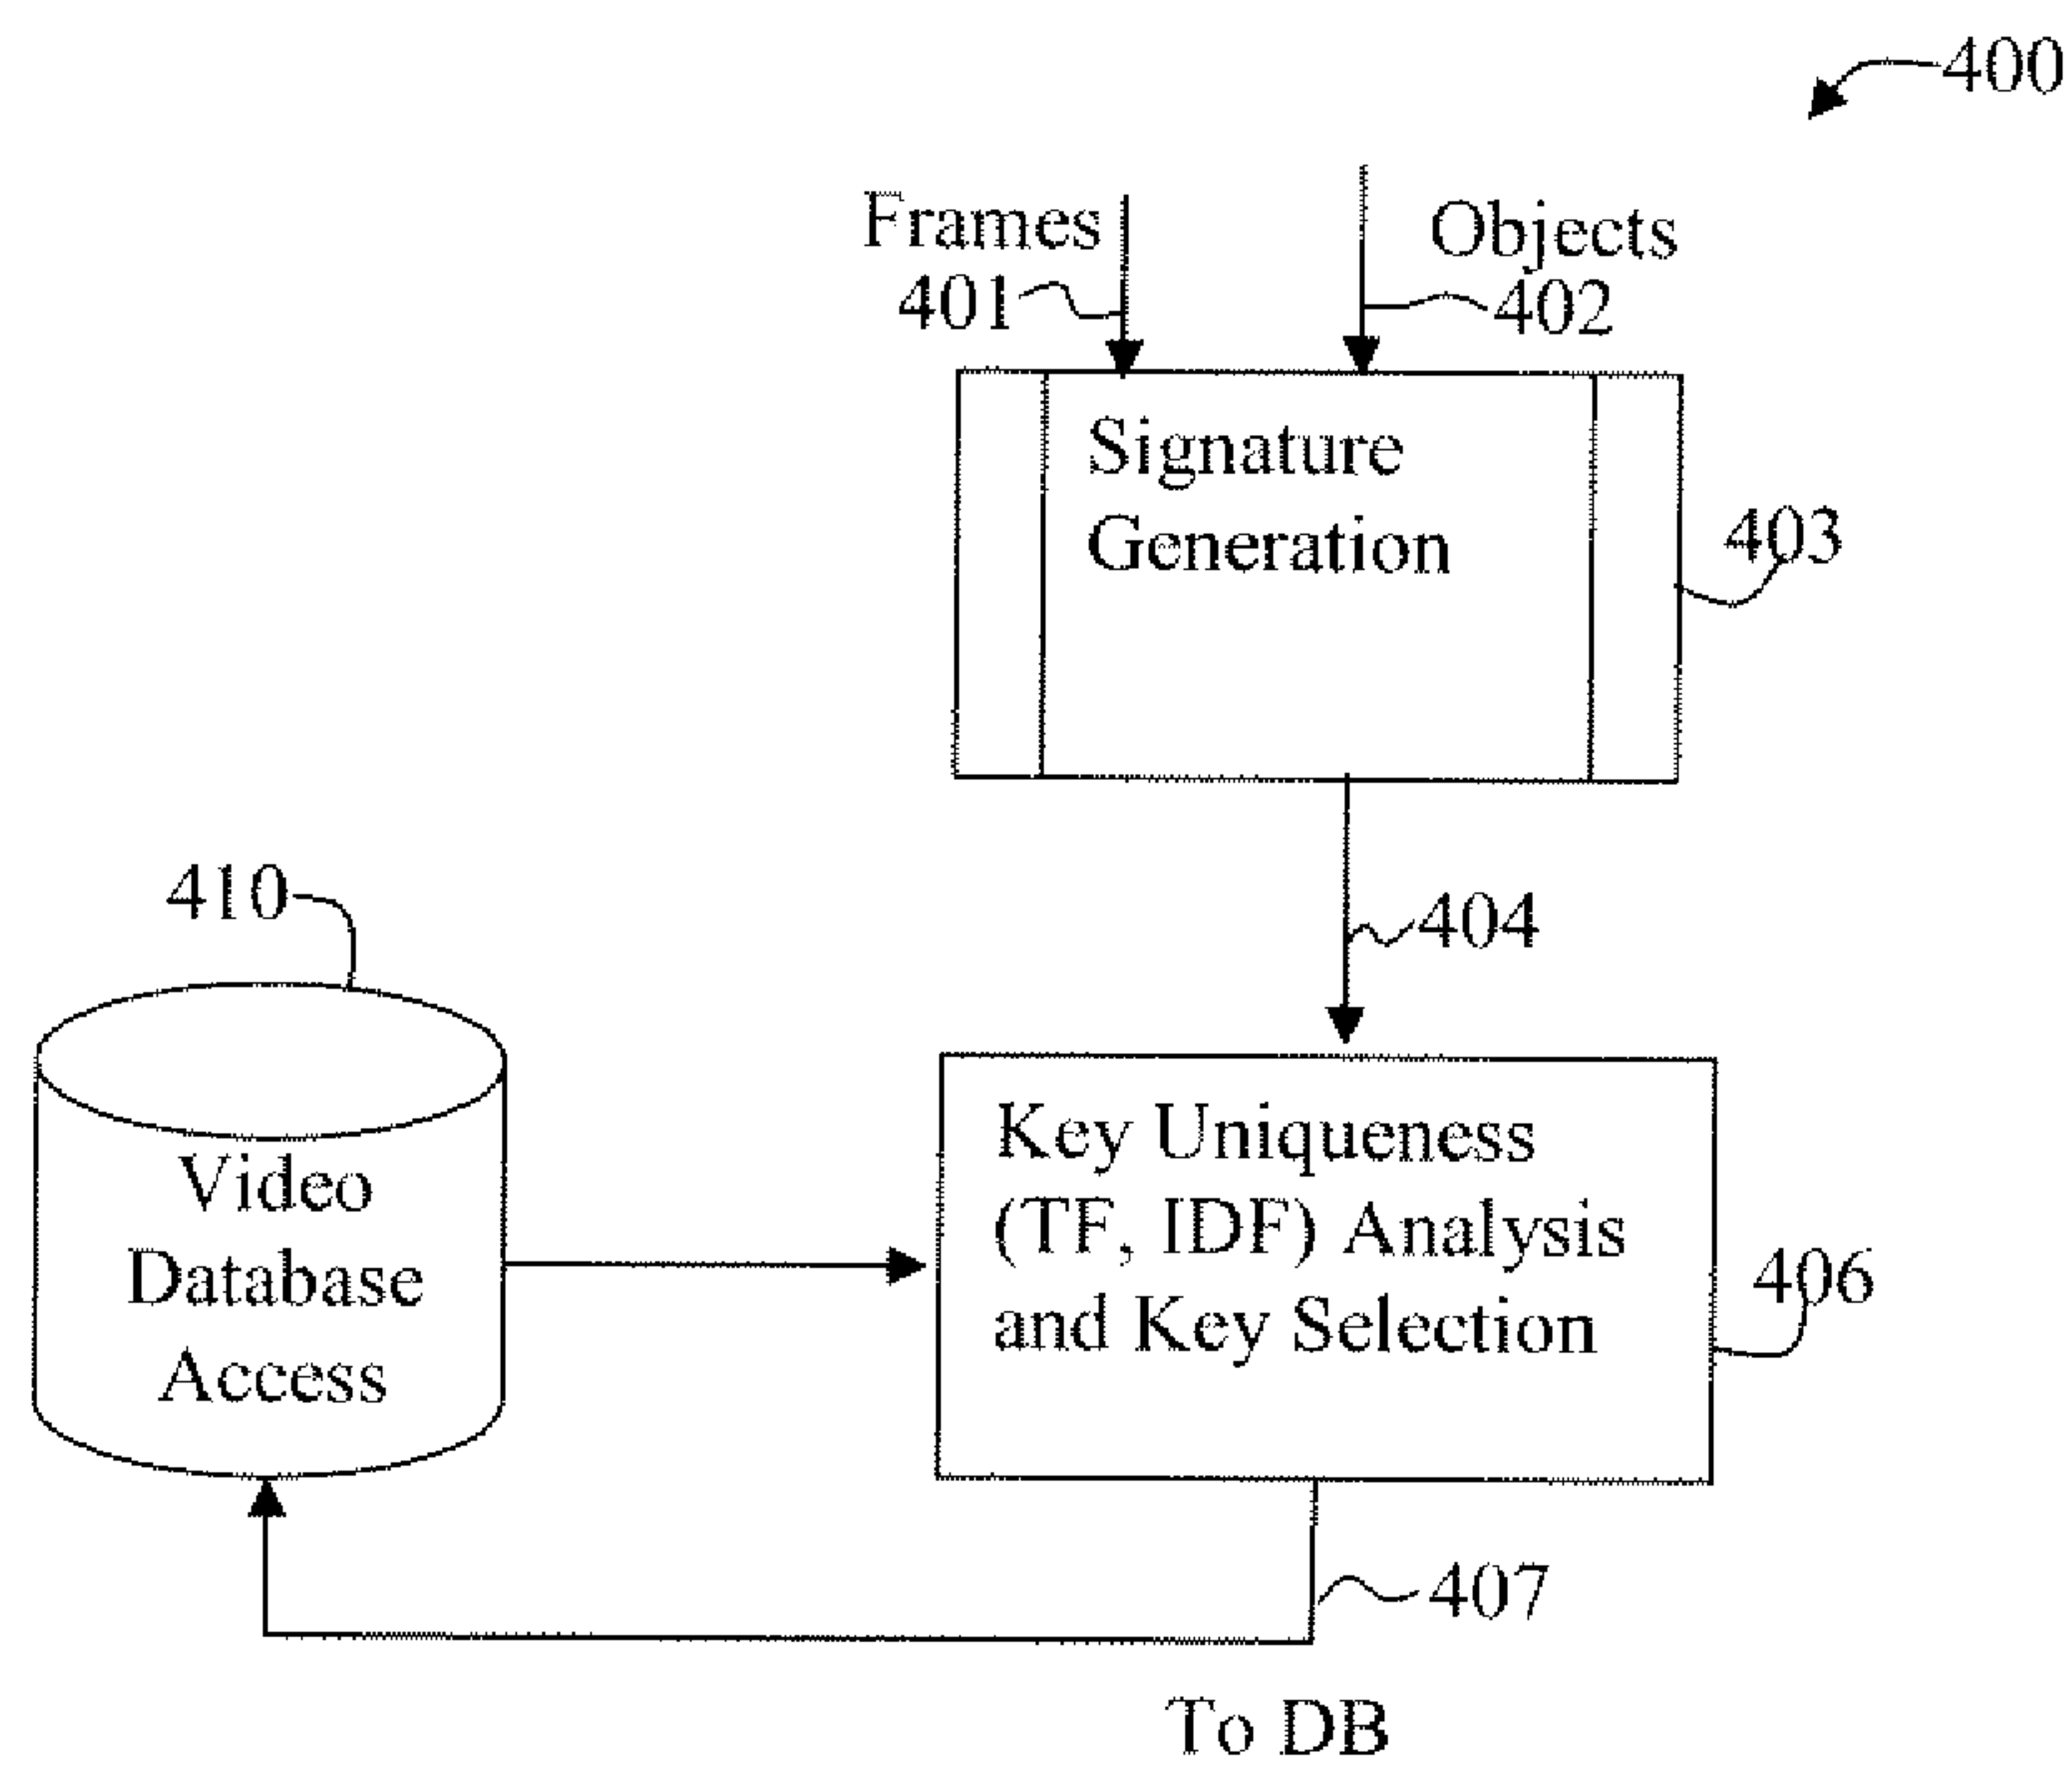 400
Frames
401
Objects
402
Signature
Generation
403
404
410
Video
Database
Access
Key Uniqueness
(TF, IDF) Analysis
and Key Selection
406
407
To DB